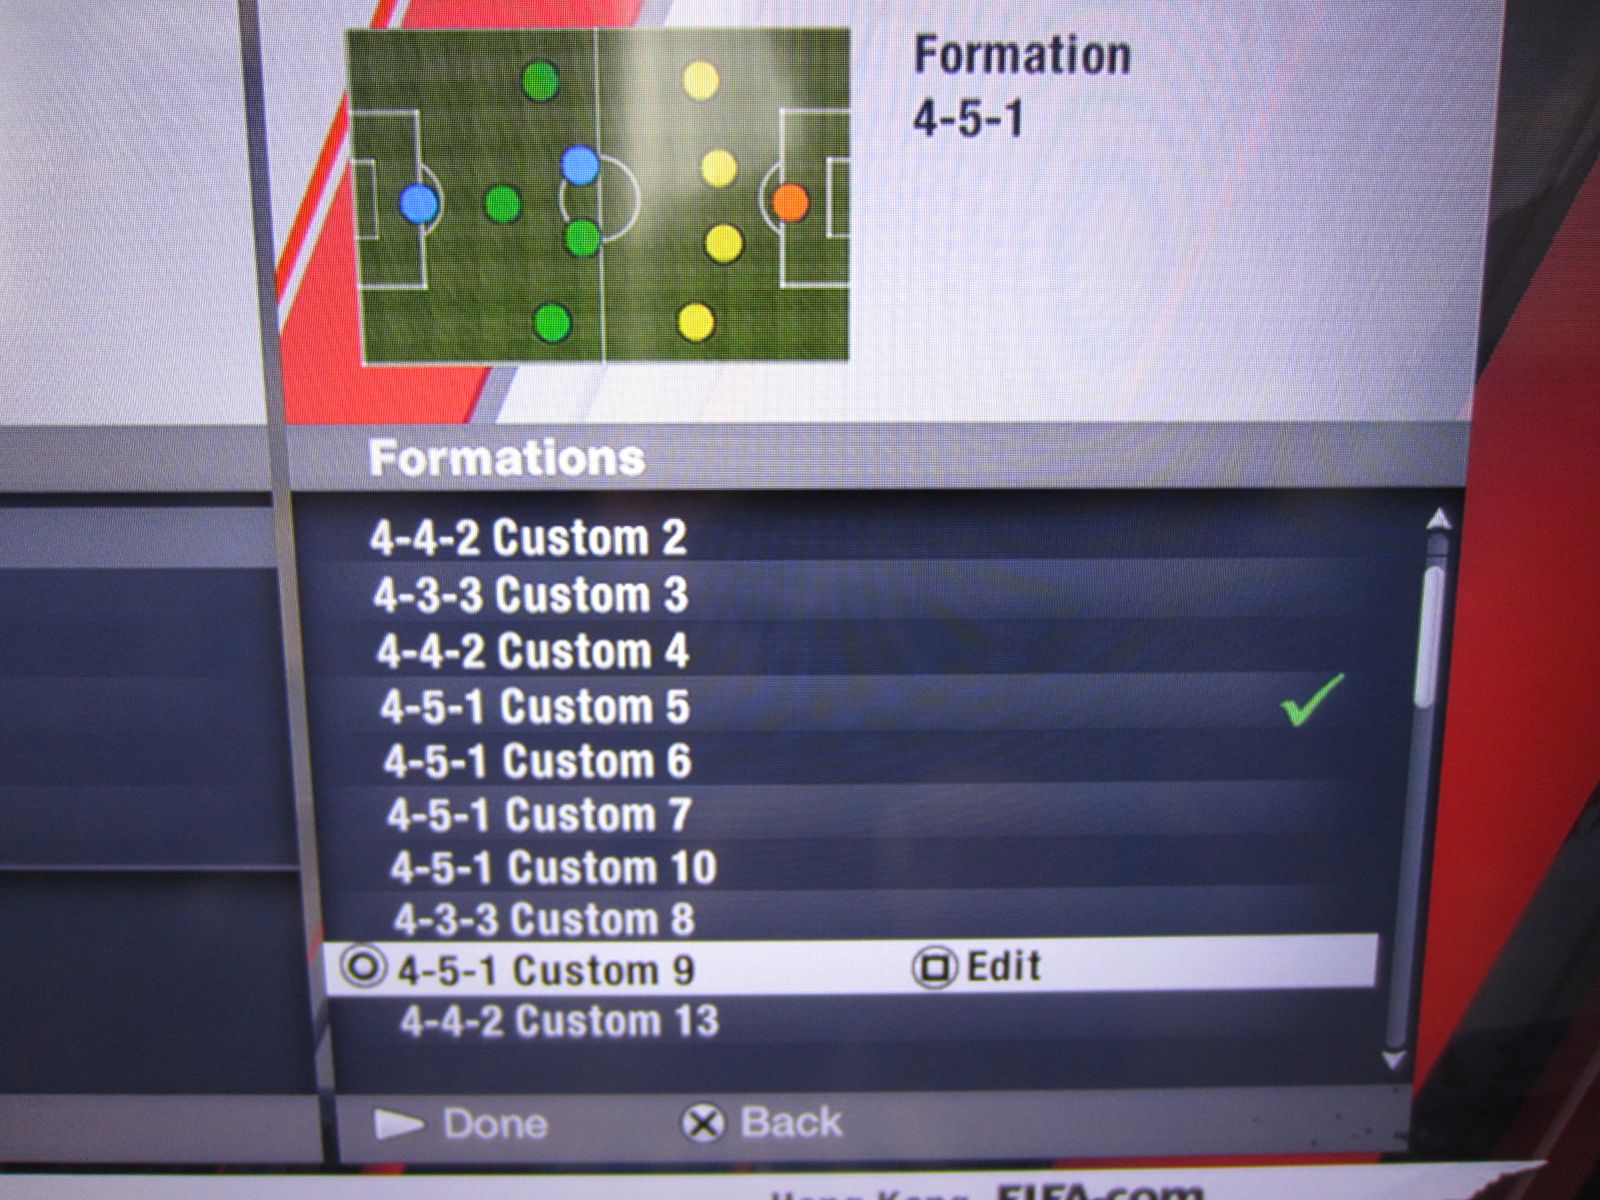 Formation
4-5-1
Formations
4-4-2 Custom 2
4-3-3 Custom 3
4-4-2 Custom 4
4-5-1 Custom 5
4-5-1 Custom 6
4-5-1 Custom 7
4-5-1 Custom 10
4-3-3 Custom 8
4-5-1 Custom 9 Edit
4-4-2 Custom 13
Done Back
Hong Kong FIFA.com